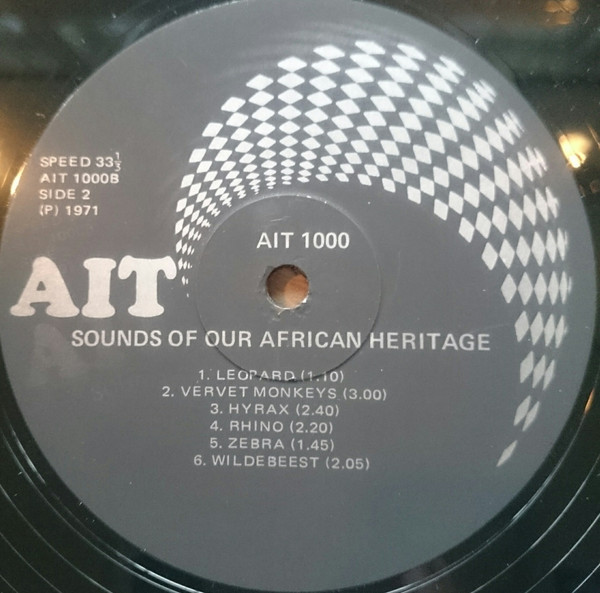 SPEED 33⅓
AIT 1000B
SIDE 2
(P) 1971
AIT 1000
AIT
SOUNDS OF OUR AFRICAN HERITAGE
1. LEOPARD (1.10)
2. VERVET MONKEYS (3.00)
3. HYRAX (2.40)
4. RHINO (2.20)
5. ZEBRA (1.45)
6. WILDEBEEST (2.05)